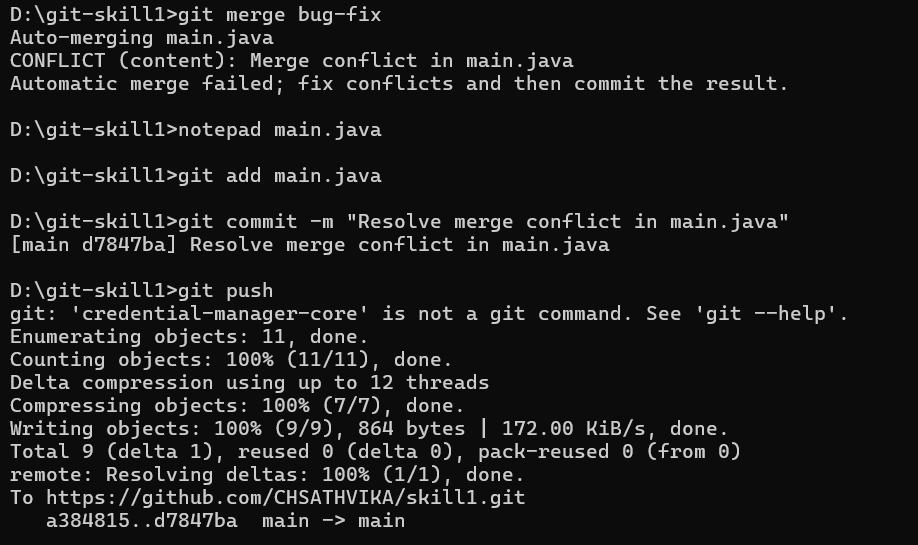 D:\git-skill1>git merge bug-fix
Auto-merging main.java
CONFLICT (content): Merge conflict in main.java
Automatic merge failed; fix conflicts and then commit the result.
D:\git-skill1>notepad main.java
D:\git-skill1>git add main.java
D:\git-skill1>git commit -m "Resolve merge conflict in main.java"
[main d7847ba] Resolve merge conflict in main.java
D:\git-skill1>git push
git: 'credential-manager-core' is not a git command. See 'git --help'.
Enumerating objects: 11, done.
Counting objects: 100% (11/11), done.
Delta compression using up to 12 threads
Compressing objects: 100% (7/7), done.
Writing objects: 100% (9/9), 864 bytes | 172.00 KiB/s, done.
Total 9 (delta 1), reused 0 (delta 0), pack-reused 0 (from 0)
remote: Resolving deltas: 100% (1/1), done.
To https://github.com/CHSATHVIKA/skill1.git
   a384815..d7847ba  main -> main